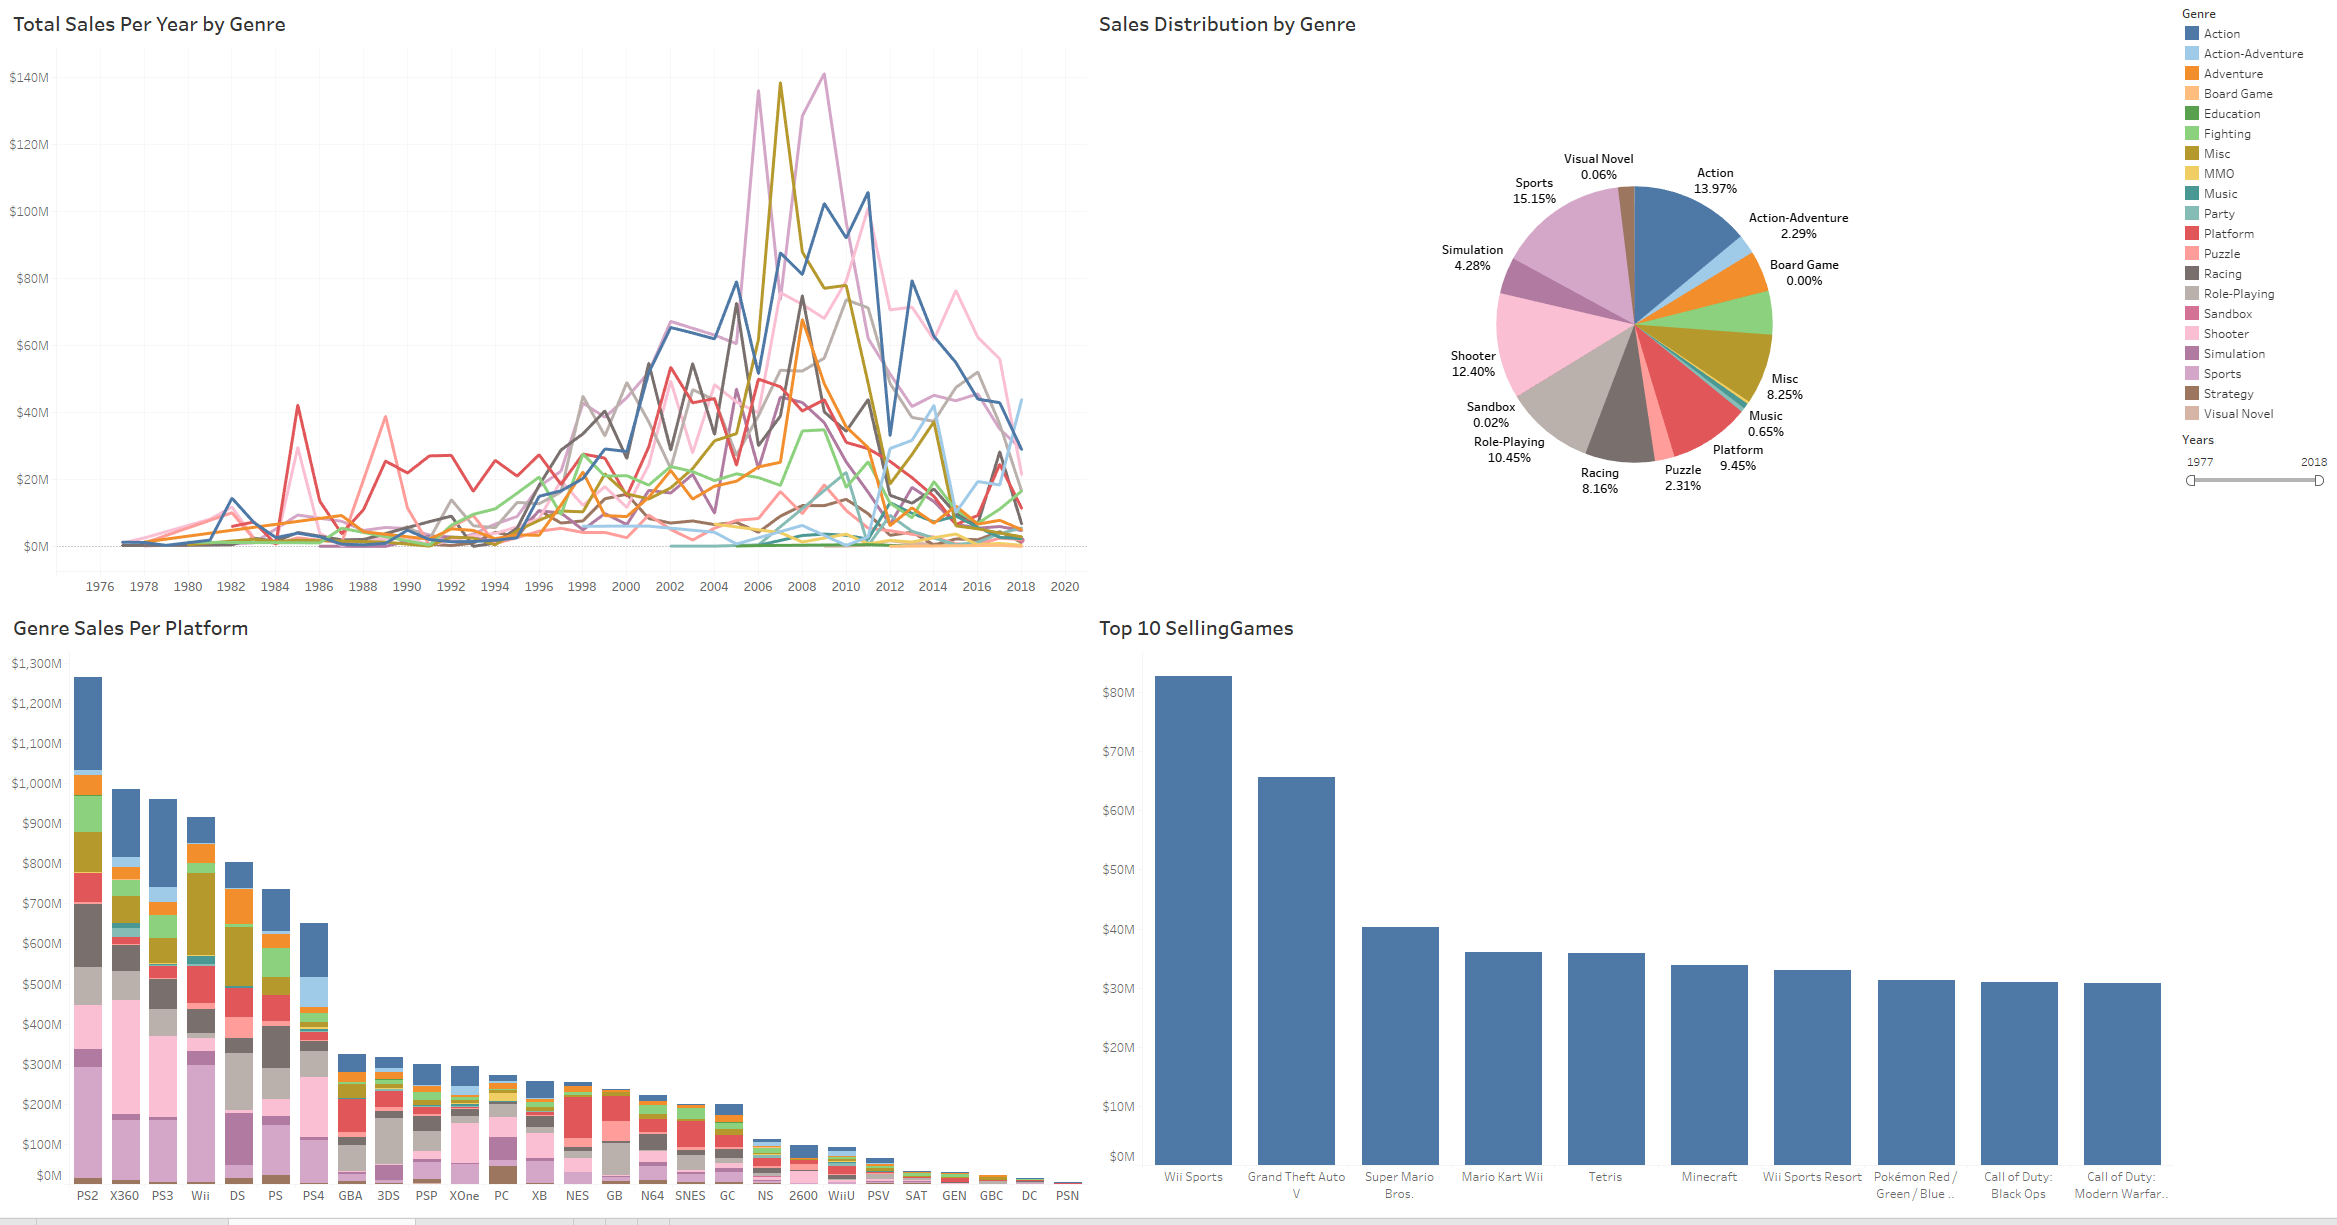 Total Sales Per Year by Genre
$140M
$120M
$100M
$80M
$60M
$40M
$20M
$0M
1976 1978 1980 1982 1984 1986 1988 1990 1992 1994 1996 1998 2000 2002 2004 2006 2008 2010 2012 2014 2016 2018 2020
Sales Distribution by Genre
Visual Novel
0.06%
Action
13.97%
Action-Adventure
2.29%
Board Game
0.00%
Misc
8.25%
Music
0.65%
Platform
9.45%
Puzzle
2.31%
Racing
8.16%
Role-Playing
10.45%
Sandbox
0.02%
Shooter
12.40%
Simulation
4.28%
Sports
15.15%
Genre
Action
Action-Adventure
Adventure
Board Game
Education
Fighting
Misc
MMO
Music
Party
Platform
Puzzle
Racing
Role-Playing
Sandbox
Shooter
Simulation
Sports
Strategy
Visual Novel
Years
1977 2018
Genre Sales Per Platform
$1,300M
$1,200M
$1,100M
$1,000M
$900M
$800M
$700M
$600M
$500M
$400M
$300M
$200M
$100M
$0M
PS2 X360 PS3 Wii DS PS PS4 GBA 3DS PSP XOne PC XB NES GB N64 SNES GC NS 2600 WiiU PSV SAT GEN GBC DC PSN
Top 10 SellingGames
$80M
$70M
$60M
$50M
$40M
$30M
$20M
$10M
$0M
Wii Sports
Grand Theft Auto
V
Super Mario
Bros.
Mario Kart Wii
Tetris
Minecraft
Wii Sports Resort
Pokémon Red /
Green / Blue ..
Call of Duty:
Black Ops
Call of Duty:
Modern Warfar..